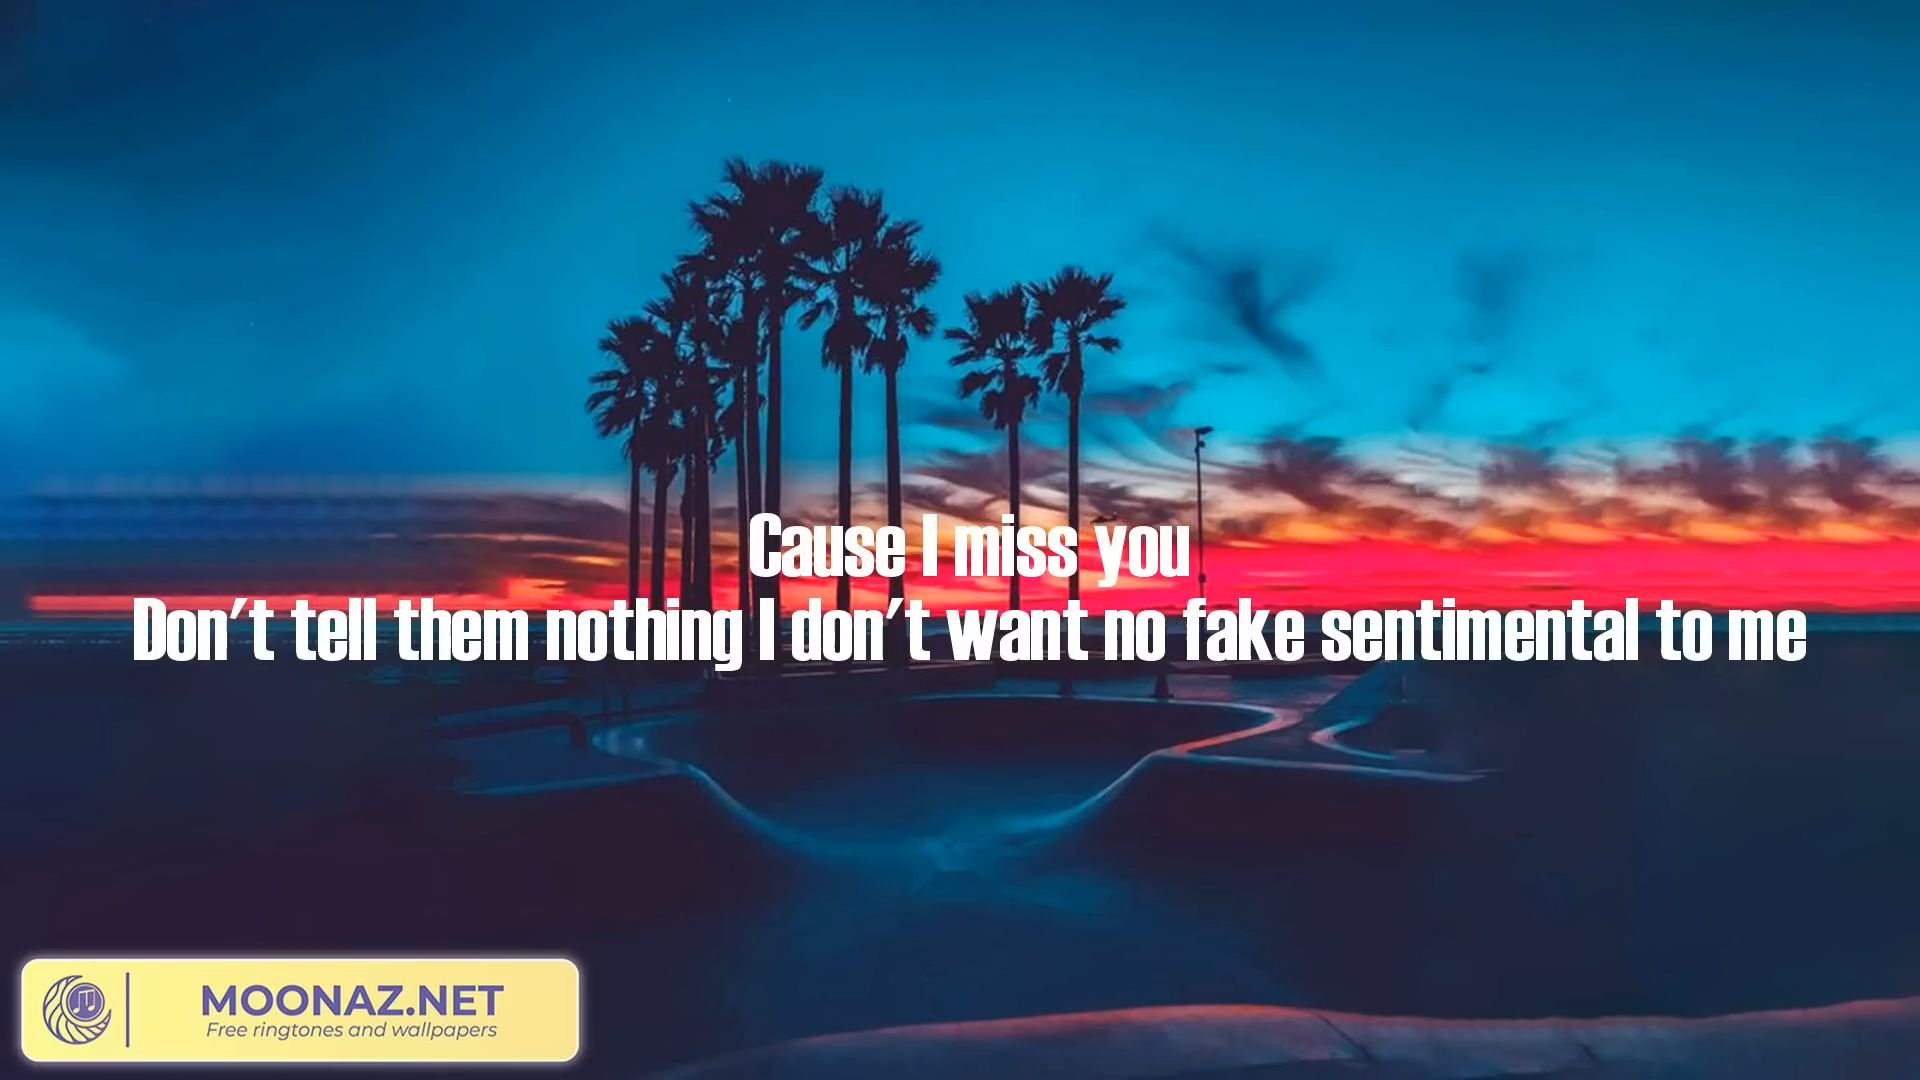 Cause I miss you
Don't tell them nothing I don't want no fake sentimental to me
MOONAZ.NET
Free ringtones and wallpapers